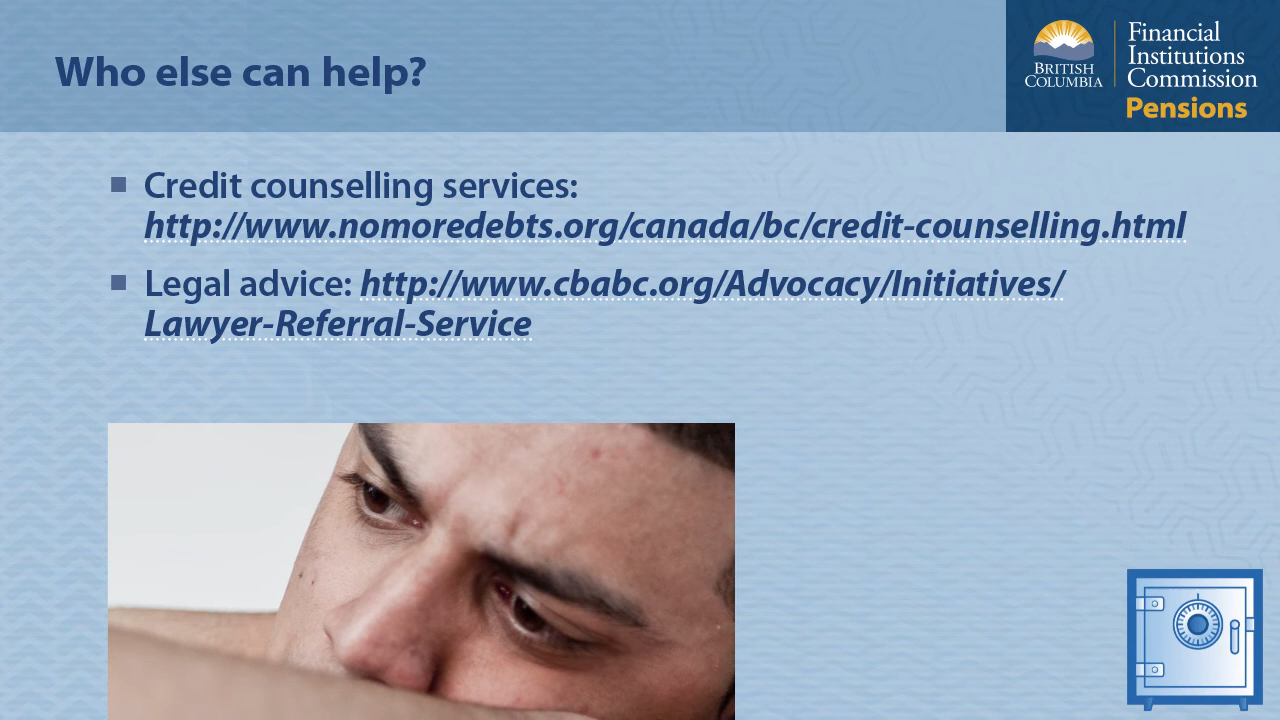 Who else can help?
British
Columbia
Financial
Institutions
Commission
Pensions
Credit counselling services:
http://www.nomoredebts.org/canada/bc/credit-counselling.html
Legal advice: http://www.cbabc.org/Advocacy/Initiatives/
Lawyer-Referral-Service